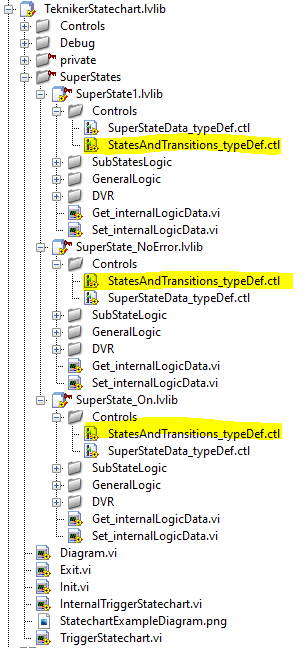 TeknikerStatechart.lvlib
Controls
Debug
private
SuperStates
SuperState1.lvlib
Controls
SuperStateData_typeDef.ctl
StatesAndTransitions_typeDef.ctl
SubStatesLogic
GeneralLogic
DVR
Get_internalLogicData.vi
Set_internalLogicData.vi
SuperState_NoError.lvlib
Controls
StatesAndTransitions_typeDef.ctl
SuperStateData_typeDef.ctl
SubStateLogic
GeneralLogic
DVR
Get_internalLogicData.vi
Set_internalLogicData.vi
SuperState_On.lvlib
Controls
StatesAndTransitions_typeDef.ctl
SuperStateData_typeDef.ctl
SubStateLogic
GeneralLogic
DVR
Get_internalLogicData.vi
Set_internalLogicData.vi
Diagram.vi
Exit.vi
Init.vi
InternalTriggerStatechart.vi
StatechartExampleDiagram.png
TriggerStatechart.vi